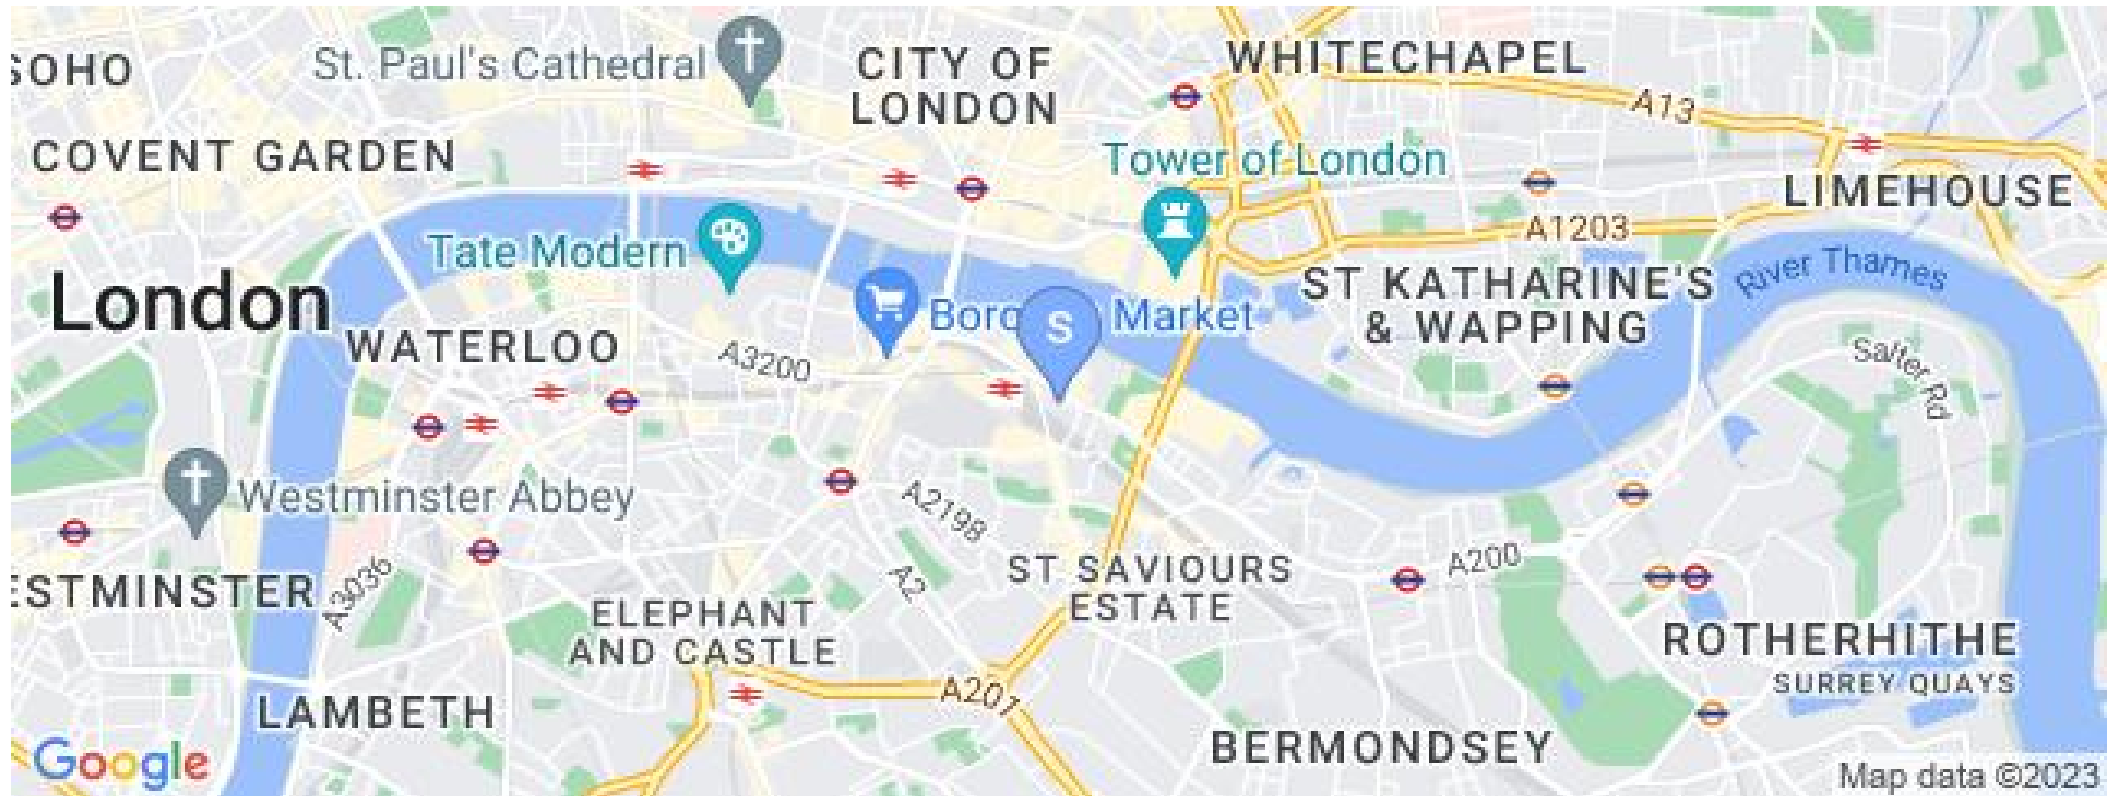 SOHO
St. Paul's Cathedral
CITY OF
LONDON
WHITECHAPEL
A13
COVENT GARDEN
Tower of London
LIMEHOUSE
Tate Modern
A1203
River Thames
London
Boro
S
Market
ST KATHARINE'S
& WAPPING
WATERLOO
A3200
Salter Rd
Westminster Abbey
A2198
ESTMINSTER
A3036
A2
ST SAVIOURS
ESTATE
A200
ELEPHANT
AND CASTLE
ROTHERHITHE
SURREY QUAYS
A201
LAMBETH
BERMONDSEY
Google
Map data ©2023